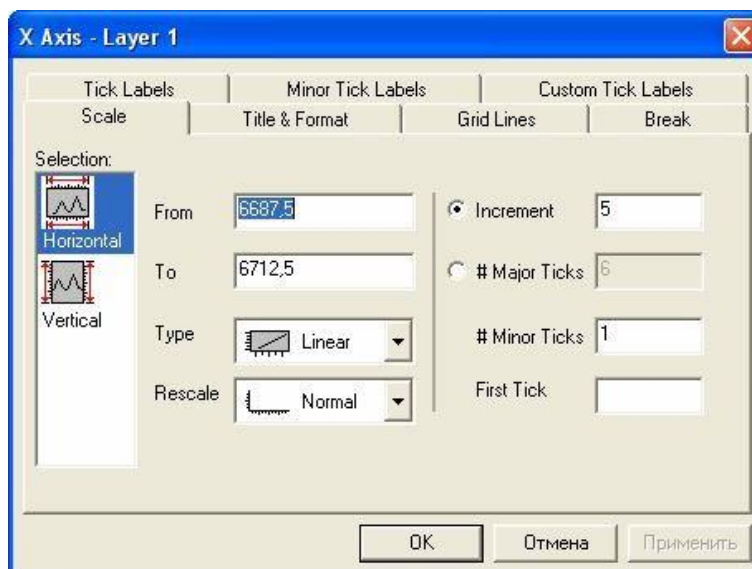 X Axis - Layer 1
Tick Labels
Minor Tick Labels
Custom Tick Labels
Scale
Title & Format
Grid Lines
Break
Selection:
Horizontal
Vertical
From
6687,5
To
6712,5
Type
Linear
Rescale
Normal
Increment
5
# Major Ticks
6
# Minor Ticks
1
First Tick
OK
Отмена
Применить